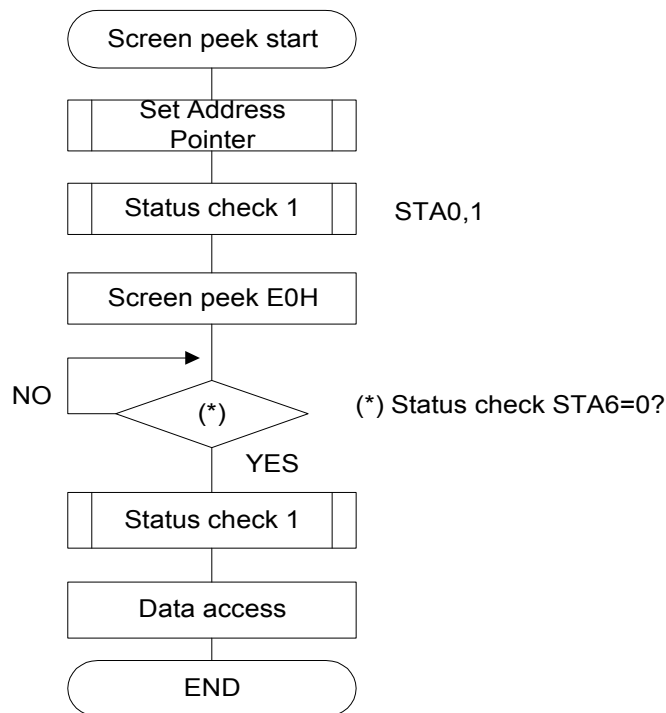 Screen peek start
Set Address
Pointer
Status check 1
STA0,1
Screen peek E0H
NO
(*)
(*) Status check STA6=0?
YES
Status check 1
Data access
END